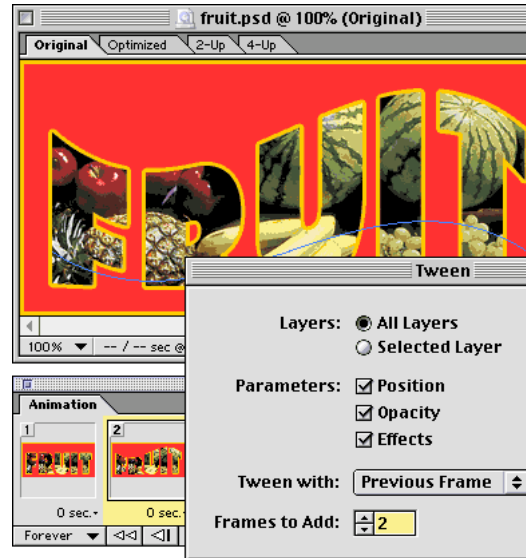 fruit.psd @ 100% (Original)
Original Optimized 2-Up 4-Up
FRUIT
100% -- / -- sec @
Tween
Layers: All Layers
Selected Layer
Parameters: Position
Opacity
Effects
Tween with: Previous Frame
Frames to Add: 2
Animation
1 2
FRUIT FRUIT
0 sec. 0 sec.
Forever